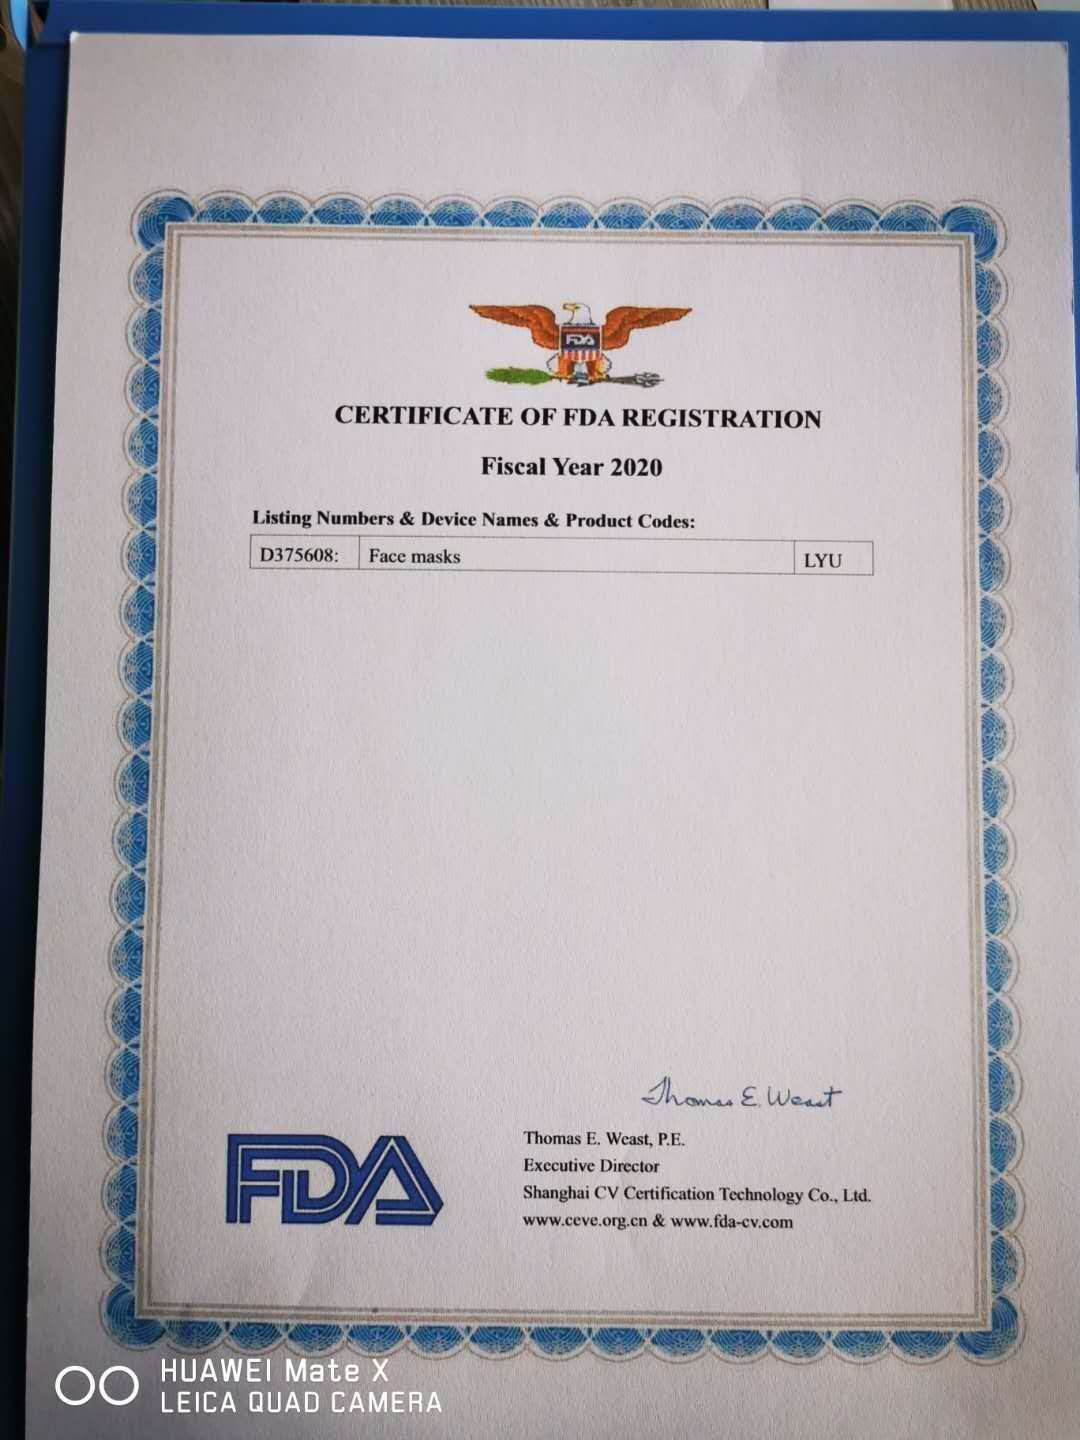 FDA
CERTIFICATE OF FDA REGISTRATION
Fiscal Year 2020
Listing Numbers & Device Names & Product Codes:
D375608: Face masks LYU
Thomas E. Weast
Thomas E. Weast, P.E.
Executive Director
Shanghai CV Certification Technology Co., Ltd.
www.ceve.org.cn & www.fda-cv.com
FDA
HUAWEI Mate X
LEICA QUAD CAMERA